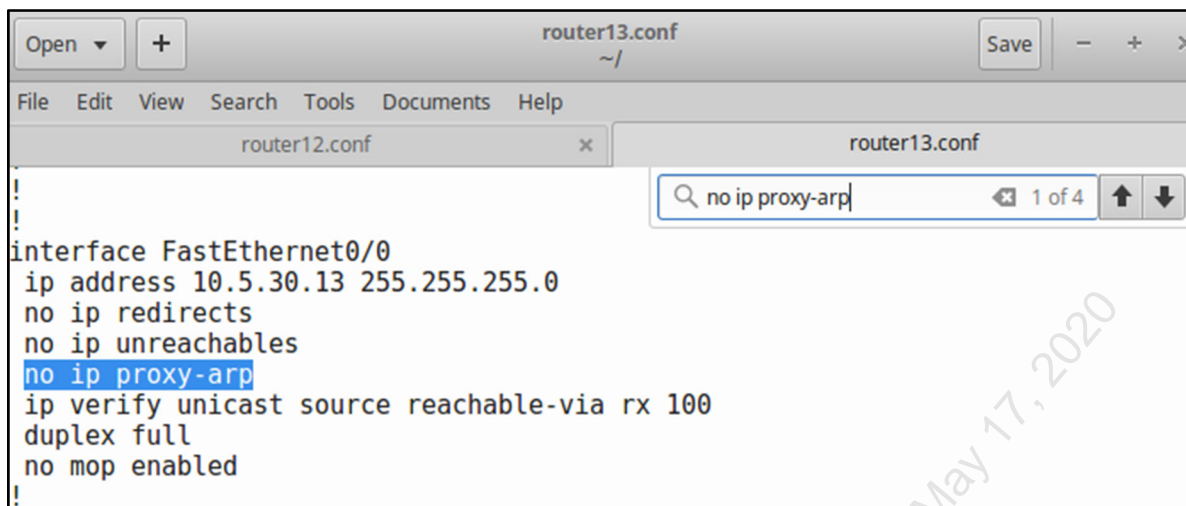 Open
router13.conf
~/
Save
File Edit View Search Tools Documents Help
router12.conf
router13.conf
no ip proxy-arp 1 of 4
!
!
interface FastEthernet0/0
ip address 10.5.30.13 255.255.255.0
no ip redirects
no ip unreachables
no ip proxy-arp
ip verify unicast source reachable-via rx 100
duplex full
no mop enabled
!
May 17, 2020